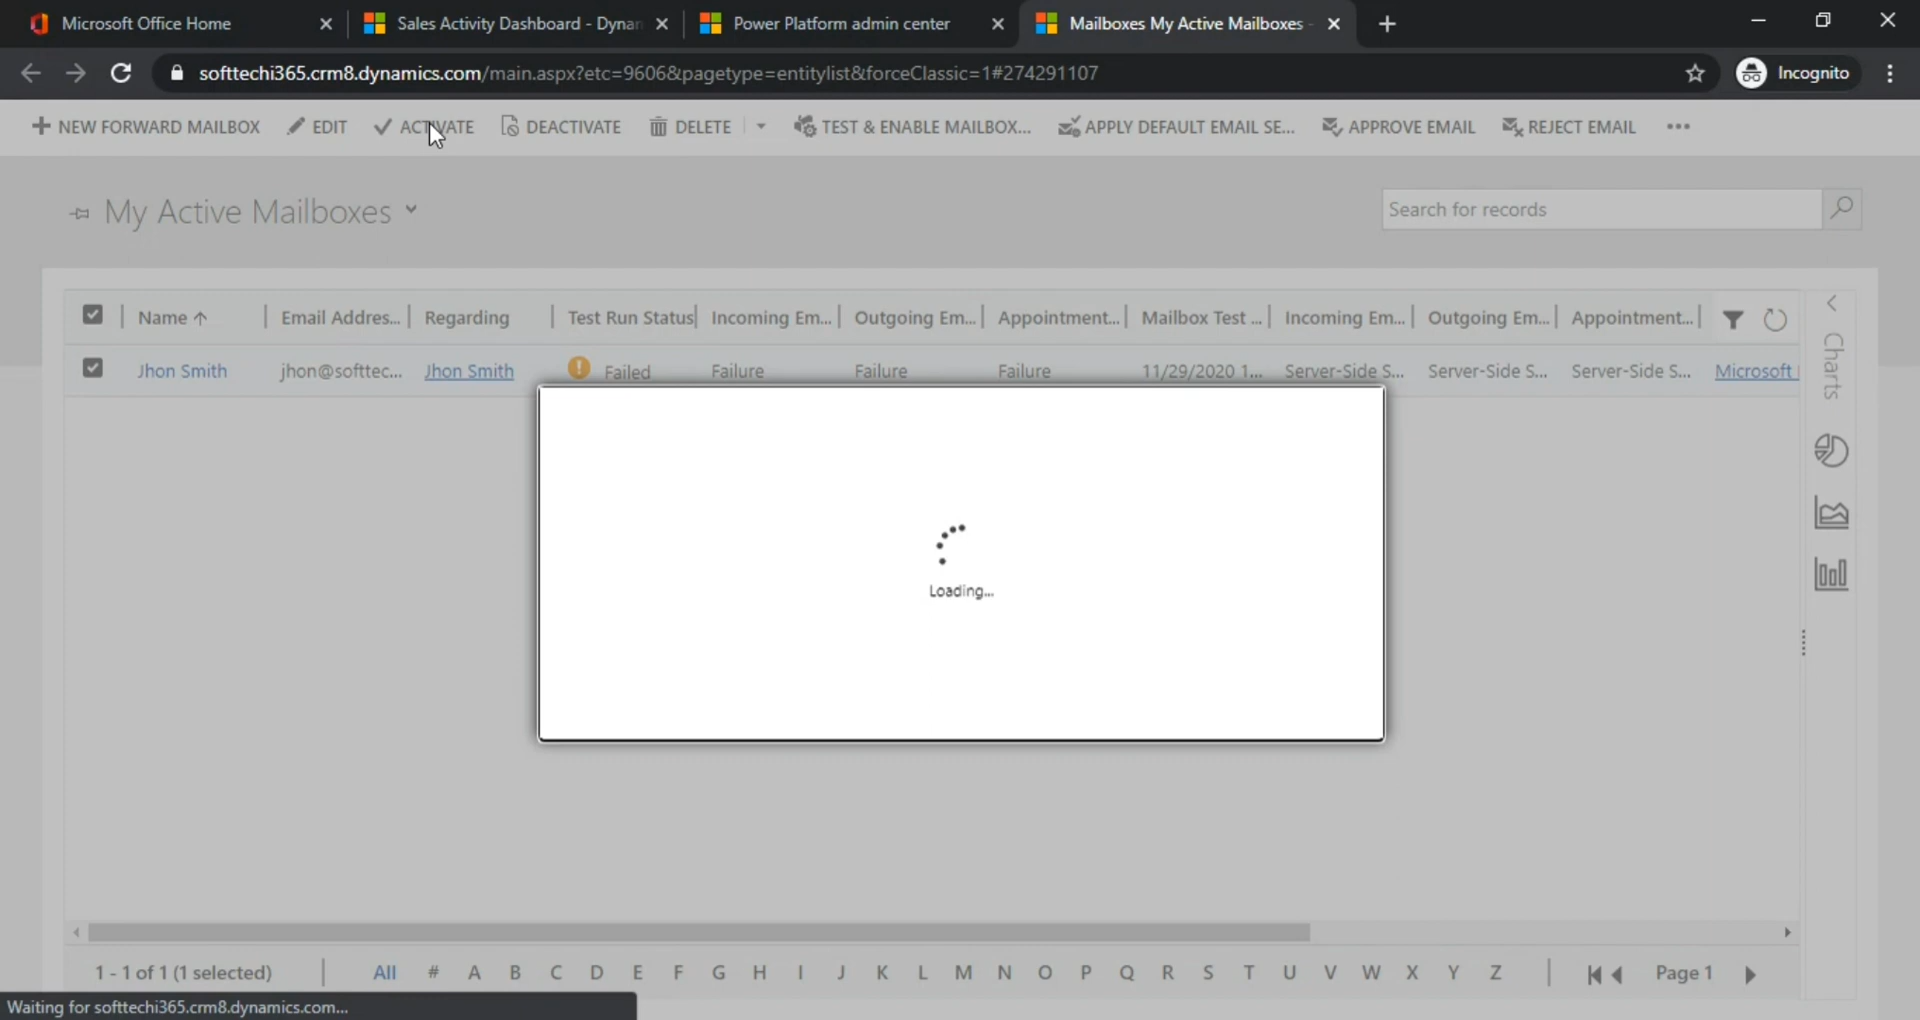 Microsoft Office Home
Sales Activity Dashboard - Dynan
Power Platform admin center
Mailboxes My Active Mailboxes -
softtechi365.crm8.dynamics.com/main.aspx?etc=9606&pagetype=entitylist&forceClassic=1#274291107
Incognito
NEW FORWARD MAILBOX
EDIT
ACTIVATE
DEACTIVATE
DELETE
TEST & ENABLE MAILBOX...
APPLY DEFAULT EMAIL SE...
APPROVE EMAIL
REJECT EMAIL
My Active Mailboxes
Search for records
Name
Email Addres...
Regarding
Test Run Status
Incoming Em...
Outgoing Em...
Appointment...
Mailbox Test ...
Incoming Em...
Outgoing Em...
Appointment...
Jhon Smith
jhon@softtec...
Jhon Smith
Failed
Failure
Failure
Failure
11/29/2020 1...
Server-Side S...
Server-Side S...
Server-Side S...
Microsoft
Charts
Loading...
1 - 1 of 1 (1 selected)
All # A B C D E F G H I J K L M N O P Q R S T U V W X Y Z
Page 1
Waiting for softtechi365.crm8.dynamics.com...